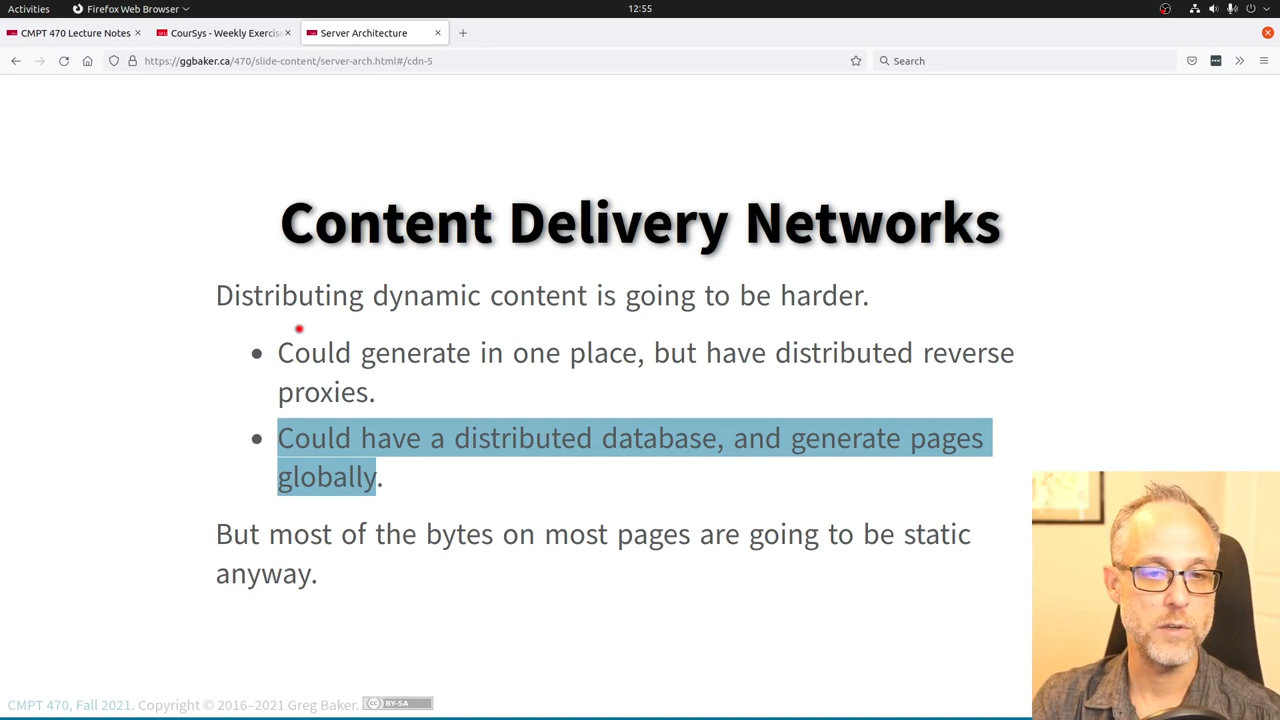 Activities
Firefox Web Browser
12:55
CMPT 470 Lecture Notes
CourSys - Weekly Exercis
Server Architecture
https://ggbaker.ca/470/slide-content/server-arch.html#/cdn-5
Search
Content Delivery Networks
Distributing dynamic content is going to be harder.
• Could generate in one place, but have distributed reverse
proxies.
• Could have a distributed database, and generate pages
globally.
But most of the bytes on most pages are going to be static
anyway.
CMPT 470, Fall 2021. Copyright © 2016–2021 Greg Baker.
cc BY-SA